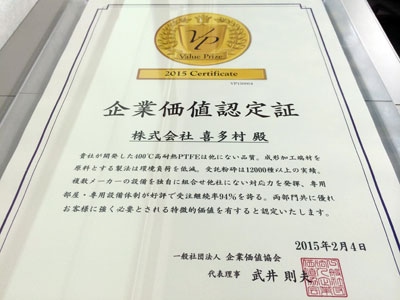 VP
Value Prize
2015 Certificate
企業価値認定証
株式会社 喜多村 殿
貴社が開発した400℃高耐熱PTFEは他にない品質。成形加工端材を
原料とする製法は環境負荷を低減。受託粉砕は12000種以上の実績。
複数メーカーの設備を独自に組合せ他社にない対応力を発揮、専用
部屋・専用設備体制が好評で受注継続率94%を誇る。両部門共に優れ
お客様に強く必要とされる特徴的価値を有すると認定いたします。
2015年2月4日
一般社団法人 企業価値協会
代表理事 武井 則夫